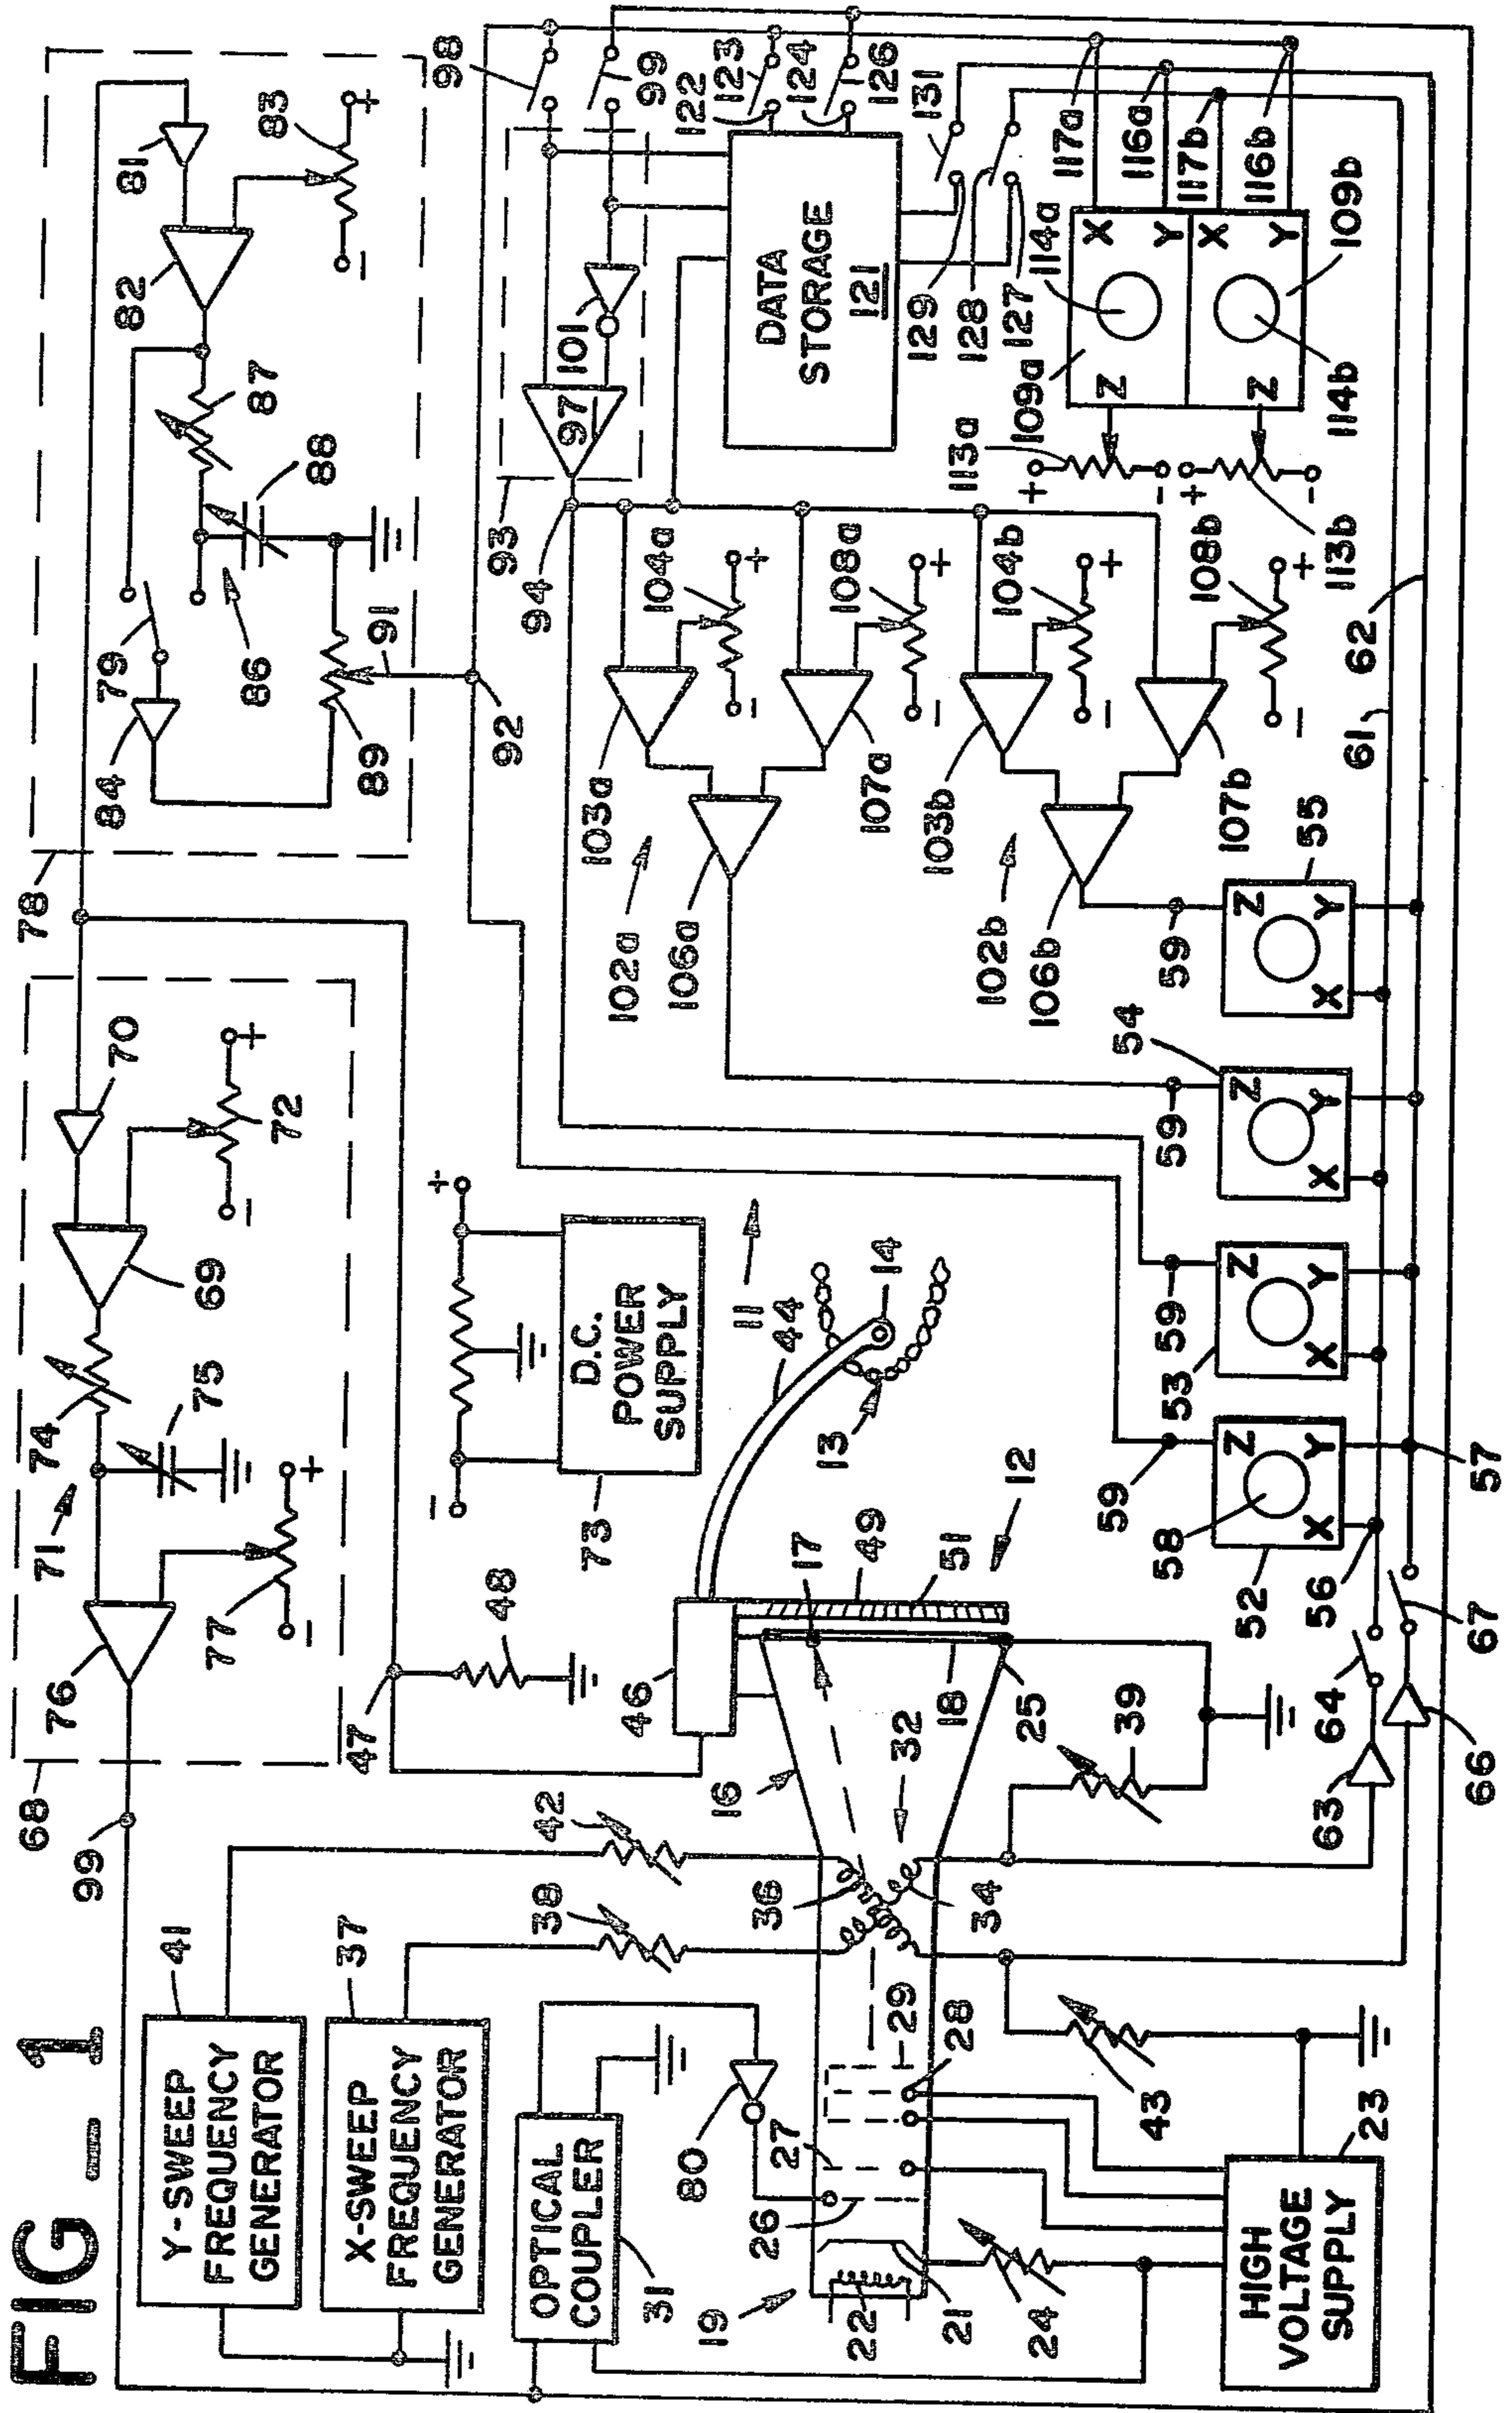 FIG_1
Y-SWEEP
FREQUENCY
GENERATOR
41
X-SWEEP
FREQUENCY
GENERATOR
37
OPTICAL
COUPLER
31
HIGH
VOLTAGE
SUPPLY
23
99
68
76
77
71
74
75
69
70
72
- +
- +
78
84
79
89
86
91
88
87
82
81
83
- +
42
38
47
48
46
73
D.C.
POWER
SUPPLY
- +
11
44
14
13
12
80
19
22
21
24
26
27
28
29
36
34
32
16
17
18
25
49
51
39
43
63
64
66
67
56
57
52
58
59
X Y Z
53
59
X Y Z
54
59
X Y Z
55
59
X Y Z
61
62
92
93
94
97
101
98
99
102a
103a
104a
- +
106a
107a
108a
- +
102b
103b
104b
- +
106b
107b
108b
- +
DATA
STORAGE
121
122
123
124
126
127
128
129
131
113a
+ -
109a
114a
Z X Y
117a
116a
113b
+ -
109b
114b
Z X Y
117b
116b